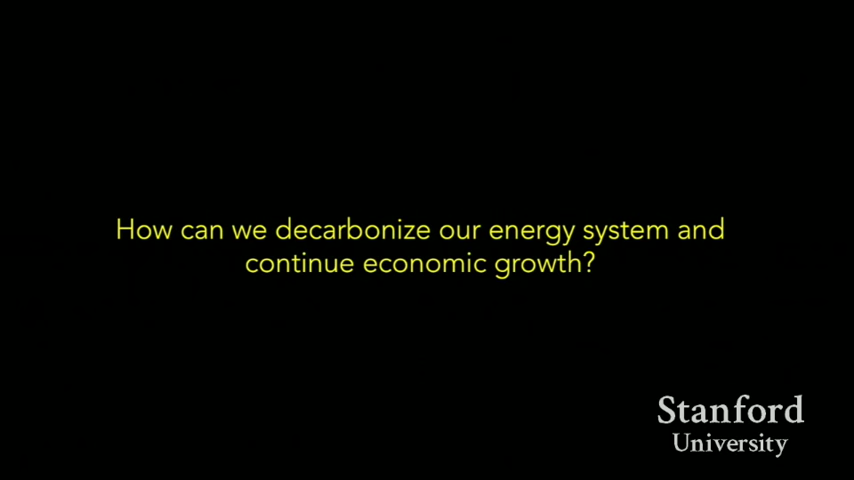 How can we decarbonize our energy system and
continue economic growth?
Stanford
University